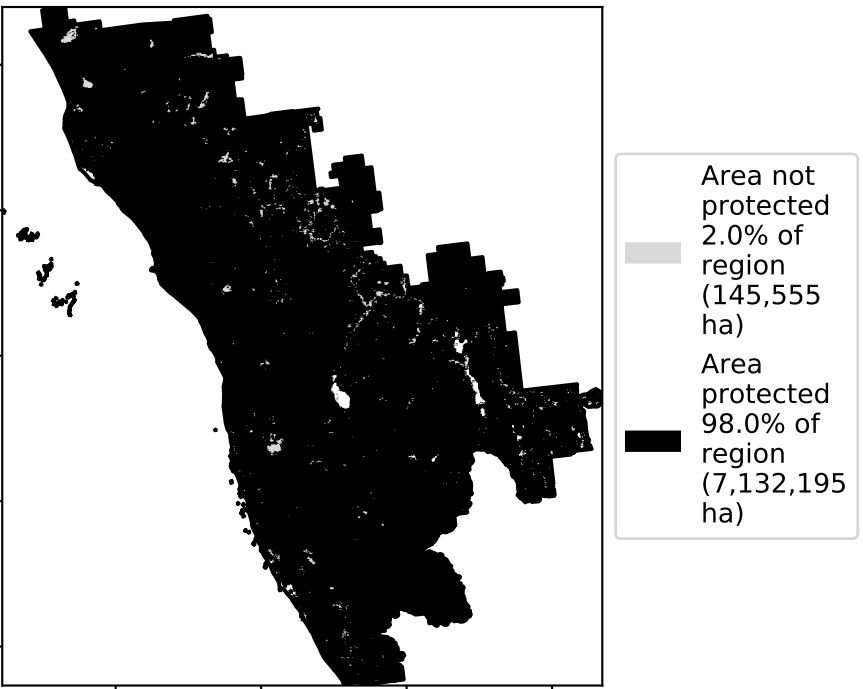 Area not
protected
2.0% of
region
(145,555
ha)
Area
protected
98.0% of
region
(7,132,195
ha)